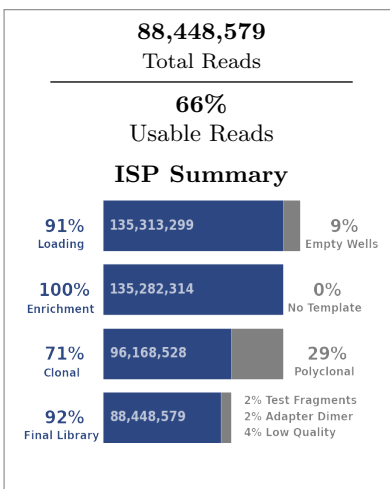 88,448,579
Total Reads
66%
Usable Reads
ISP Summary
91% 135,313,299 9%
Loading Empty Wells
100% 135,282,314 0%
Enrichment No Template
71% 96,168,528 29%
Clonal Polyclonal
2% Test Fragments
92% 88,448,579 2% Adapter Dimer
Final Library 4% Low Quality